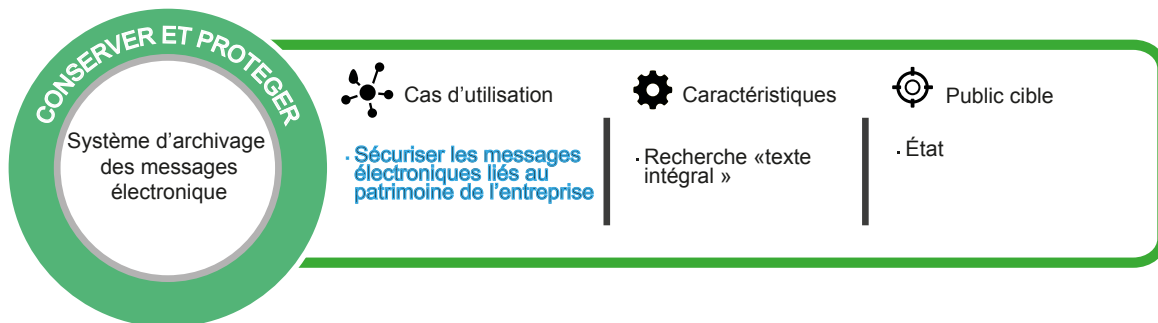 CONSERVER ET PROTEGER
Système d'archivage
des messages
électronique
Cas d'utilisation
· Sécuriser les messages
électroniques liés au
patrimoine de l'entreprise
Caractéristiques
· Recherche «texte
intégral »
Public cible
· État